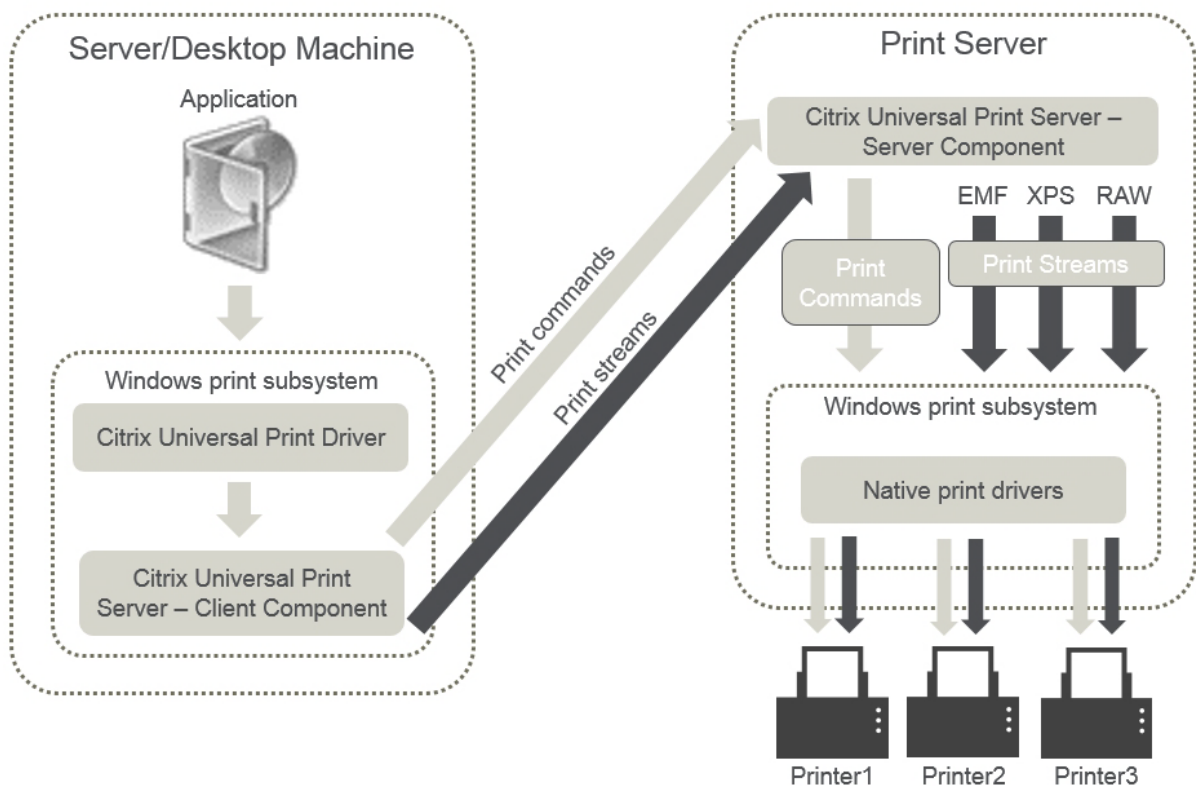 Server/Desktop Machine
Application
Windows print subsystem
Citrix Universal Print Driver
Citrix Universal Print
Server – Client Component
Print commands
Print streams
Print Server
Citrix Universal Print Server –
Server Component
EMF XPS RAW
Print
Commands
Print Streams
Windows print subsystem
Native print drivers
Printer1 Printer2 Printer3